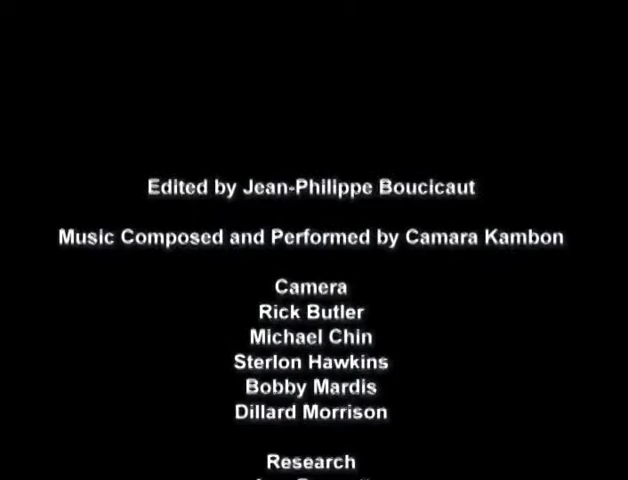 Edited by Jean-Philippe Boucicaut
Music Composed and Performed by Camara Kambon
Camera
Rick Butler
Michael Chin
Sterlon Hawkins
Bobby Mardis
Dillard Morrison
Research